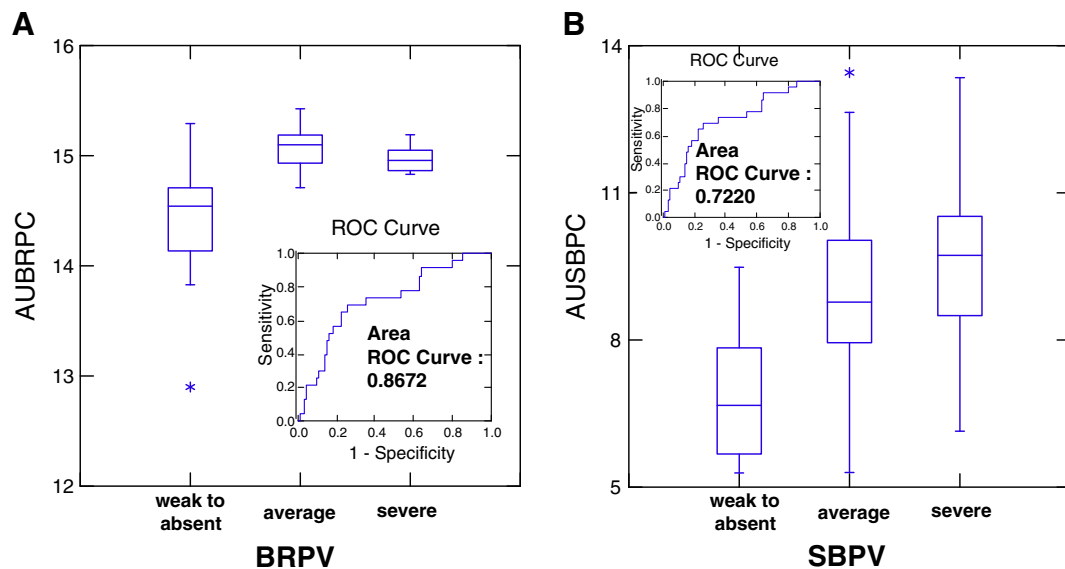 A
16
15
14
13
12
AUBRPC
ROC Curve
1.0
0.8
0.6
0.4
0.2
0.0
Sensitivity
Area
ROC Curve :
0.8672
0.0 0.2 0.4 0.6 0.8 1.0
1 - Specificity
weak to
absent
average
severe
BRPV
B
14
11
8
5
AUSBPC
ROC Curve
1.0
0.8
0.6
0.4
0.2
0.0
Sensitivity
Area
ROC Curve :
0.7220
0.0 0.2 0.4 0.6 0.8 1.0
1 - Specificity
weak to
absent
average
severe
SBPV